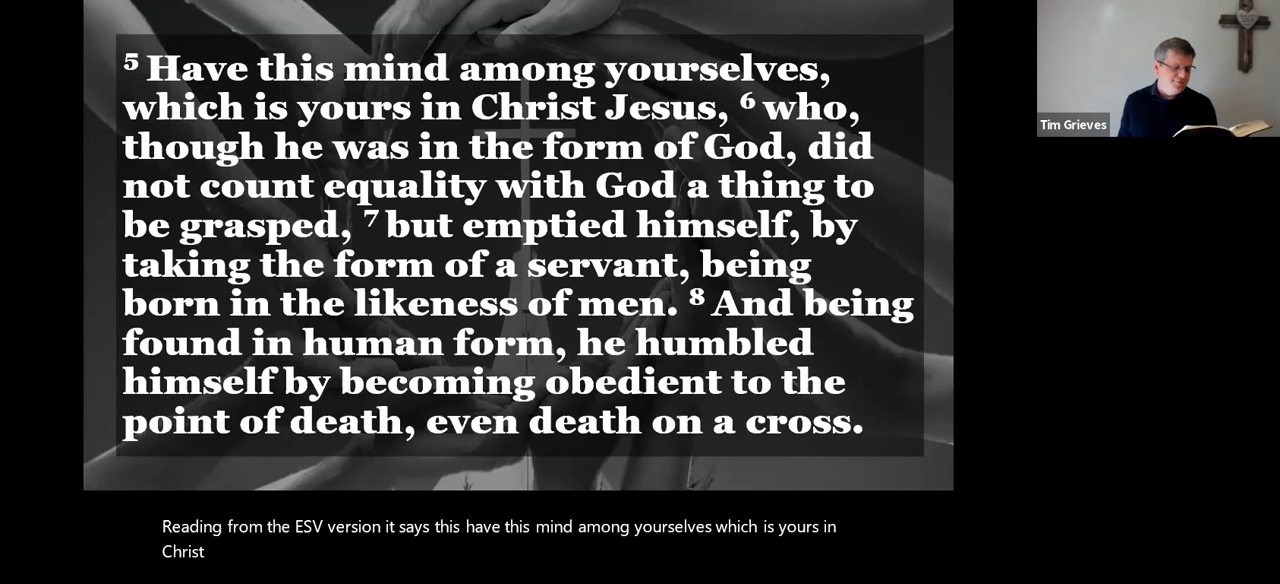 ⁵ Have this mind among yourselves,
which is yours in Christ Jesus, ⁶ who,
though he was in the form of God, did
not count equality with God a thing to
be grasped, ⁷ but emptied himself, by
taking the form of a servant, being
born in the likeness of men. ⁸ And being
found in human form, he humbled
himself by becoming obedient to the
point of death, even death on a cross.
Tim Grieves
Reading from the ESV version it says this have this mind among yourselves which is yours in
Christ